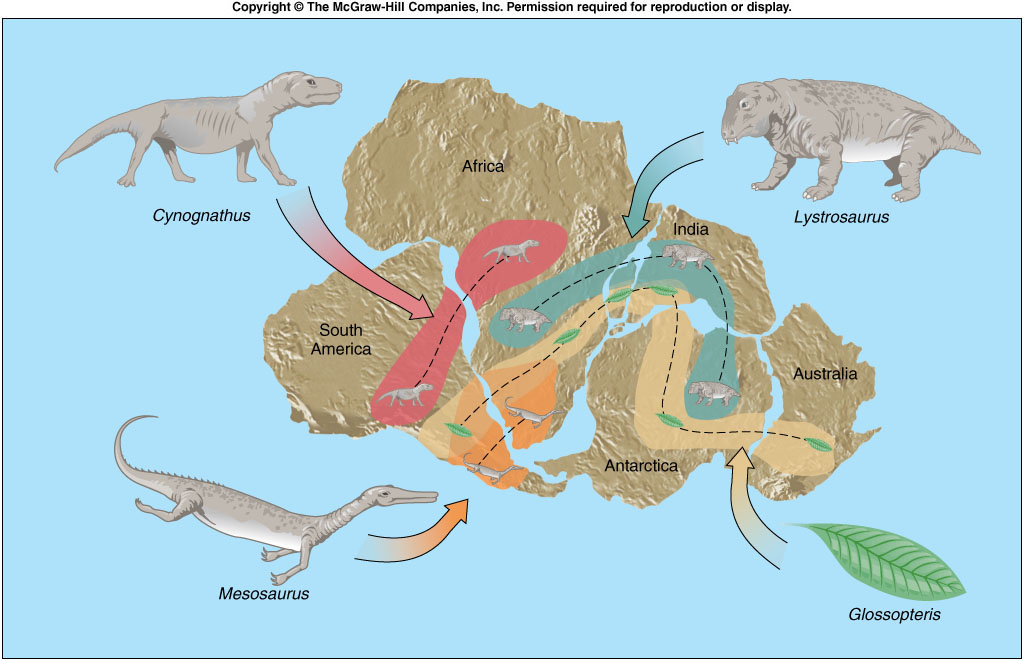 Copyright © The McGraw-Hill Companies, Inc. Permission required for reproduction or display.
Africa
Cynognathus
Lystrosaurus
India
South
America
Australia
Antarctica
Mesosaurus
Glossopteris